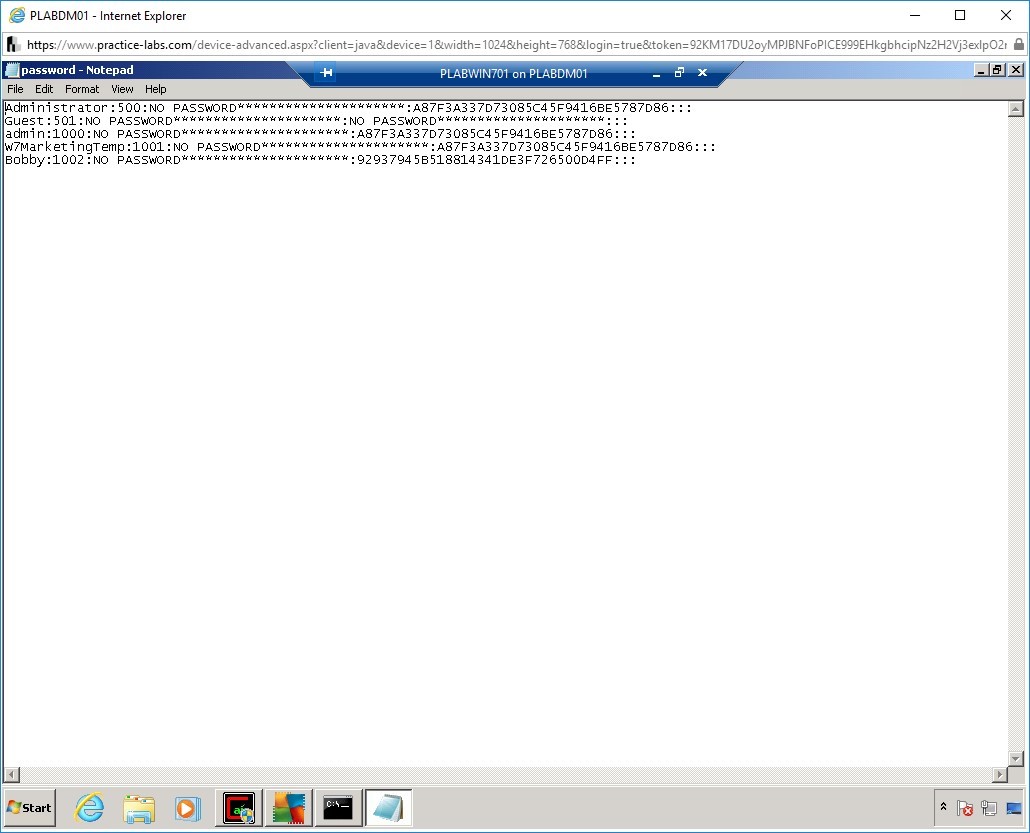 PLABDM01 - Internet Explorer
https://www.practice-labs.com/device-advanced.aspx?client=java&device=1&width=1024&height=768&login=true&token=92KM17DU2oyMPJBNFoPICE999EHkgbhcipNz2H2Vj3exIpO2r
password - Notepad
PLABWIN701 on PLABDM01
File Edit Format View Help
Administrator:500:NO PASSWORD*********************:A87F3A337D73085C45F9416BE5787D86:::
Guest:501:NO PASSWORD*********************:NO PASSWORD*********************:::
admin:1000:NO PASSWORD*********************:A87F3A337D73085C45F9416BE5787D86:::
W7MarketingTemp:1001:NO PASSWORD*********************:A87F3A337D73085C45F9416BE5787D86:::
Bobby:1002:NO PASSWORD*********************:92937945B518814341DE3F726500D4FF:::
Start
C:\_